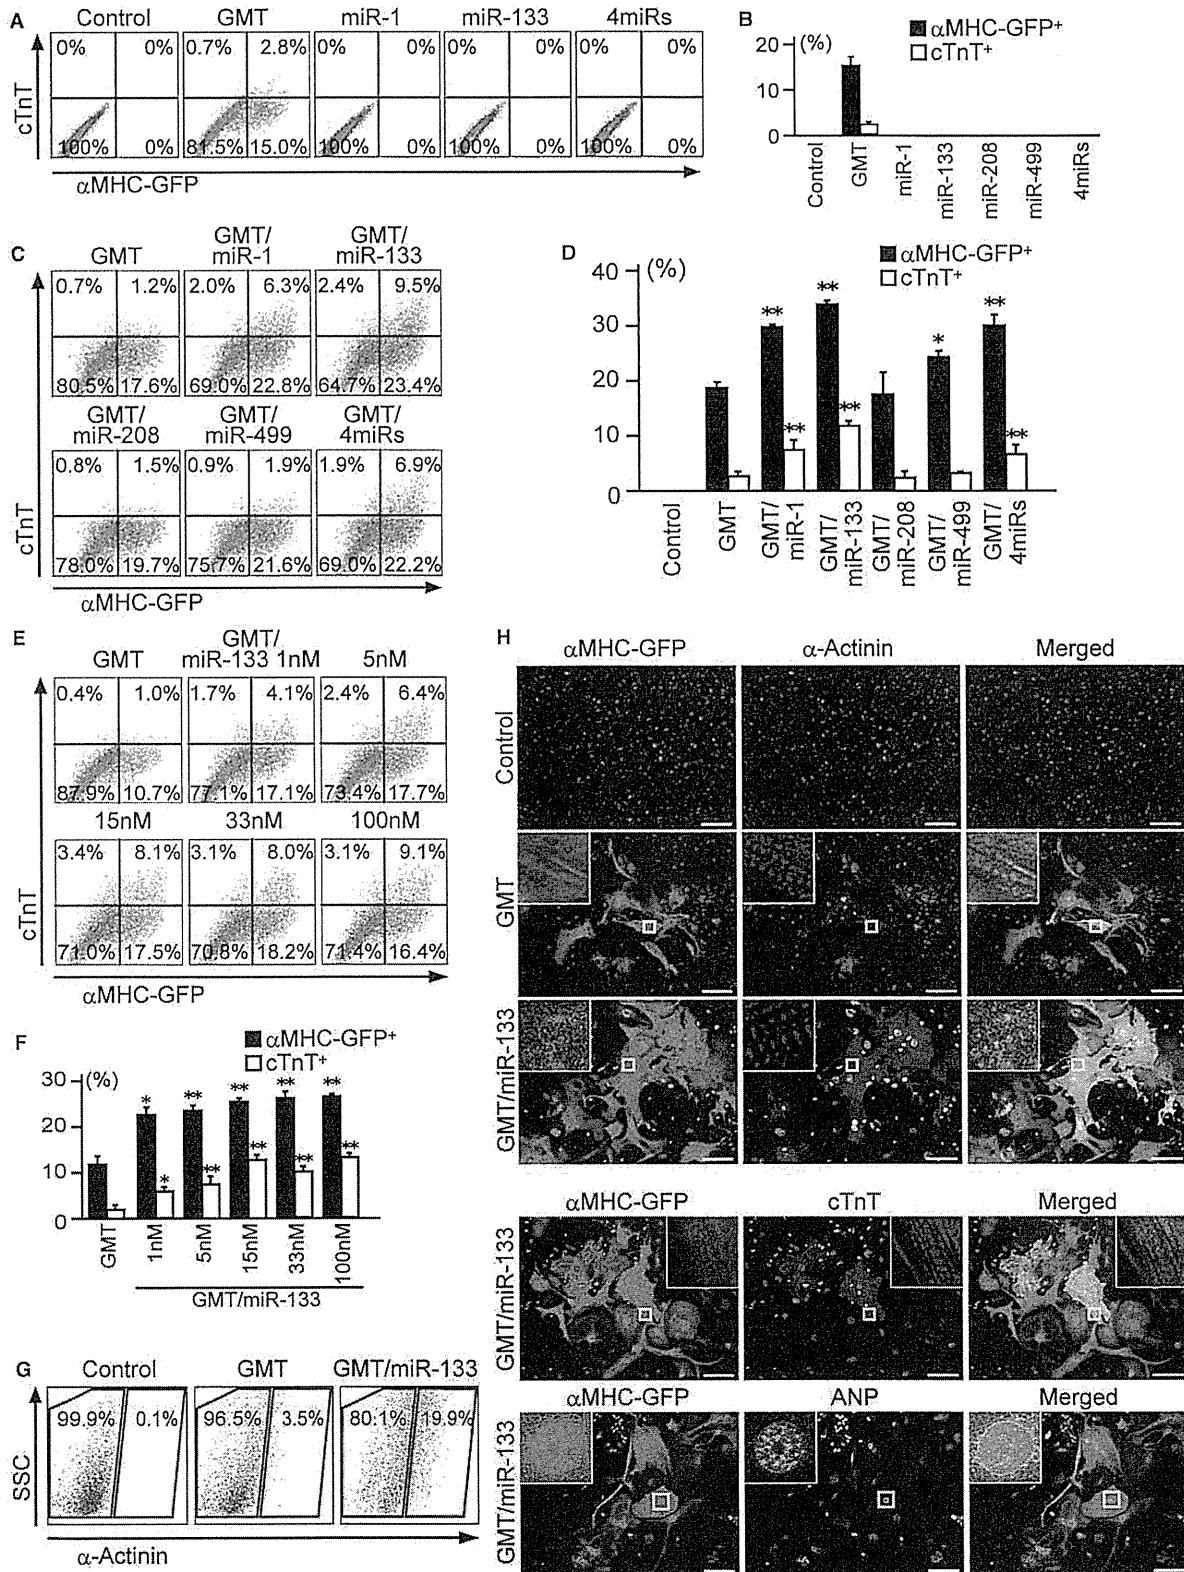 A
Control GMT miR-1 miR-133 4miRs
0% 0% 0.7% 2.8% 0% 0% 0% 0% 0% 0%
100% 0% 81.5% 15.0% 100% 0% 100% 0% 100% 0%
cTnT
αMHC-GFP
B
αMHC-GFP+
cTnT+
(%)
20
10
0
Control GMT miR-1 miR-133 miR-208 miR-499 4miRs
C
GMT GMT/ miR-1 GMT/ miR-133
0.7% 1.2% 2.0% 6.3% 2.4% 9.5%
80.5% 17.6% 69.0% 22.8% 64.7% 23.4%
GMT/ miR-208 GMT/ miR-499 GMT/ 4miRs
0.8% 1.5% 0.9% 1.9% 1.9% 6.9%
78.0% 19.7% 75.7% 21.6% 69.0% 22.2%
cTnT
αMHC-GFP
D
αMHC-GFP+
cTnT+
(%)
40
30
20
10
0
** ** ** ** * ** **
Control GMT GMT/ miR-1 GMT/ miR-133 GMT/ miR-208 GMT/ miR-499 GMT/ 4miRs
E
GMT GMT/ miR-133 1nM 5nM
0.4% 1.0% 1.7% 4.1% 2.4% 6.4%
87.9% 10.7% 77.1% 17.1% 73.4% 17.7%
15nM 33nM 100nM
3.4% 8.1% 3.1% 8.0% 3.1% 9.1%
71.0% 17.5% 70.8% 18.2% 71.4% 16.4%
cTnT
αMHC-GFP
F
αMHC-GFP+
cTnT+
(%)
30
20
10
0
* * ** ** ** ** ** ** ** **
GMT 1nM 5nM 15nM 33nM 100nM
GMT/miR-133
G
Control GMT GMT/miR-133
99.9% 0.1% 96.5% 3.5% 80.1% 19.9%
SSC
α-Actinin
H
αMHC-GFP α-Actinin Merged
Control
GMT
GMT/miR-133
αMHC-GFP cTnT Merged
GMT/miR-133
αMHC-GFP ANP Merged
GMT/miR-133